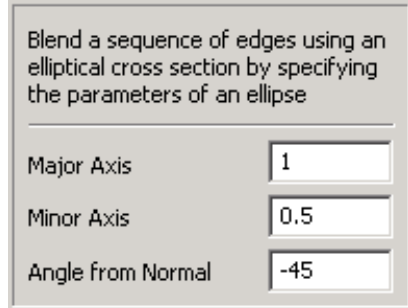 Blend a sequence of edges using an
elliptical cross section by specifying
the parameters of an ellipse
Major Axis 1
Minor Axis 0.5
Angle from Normal -45